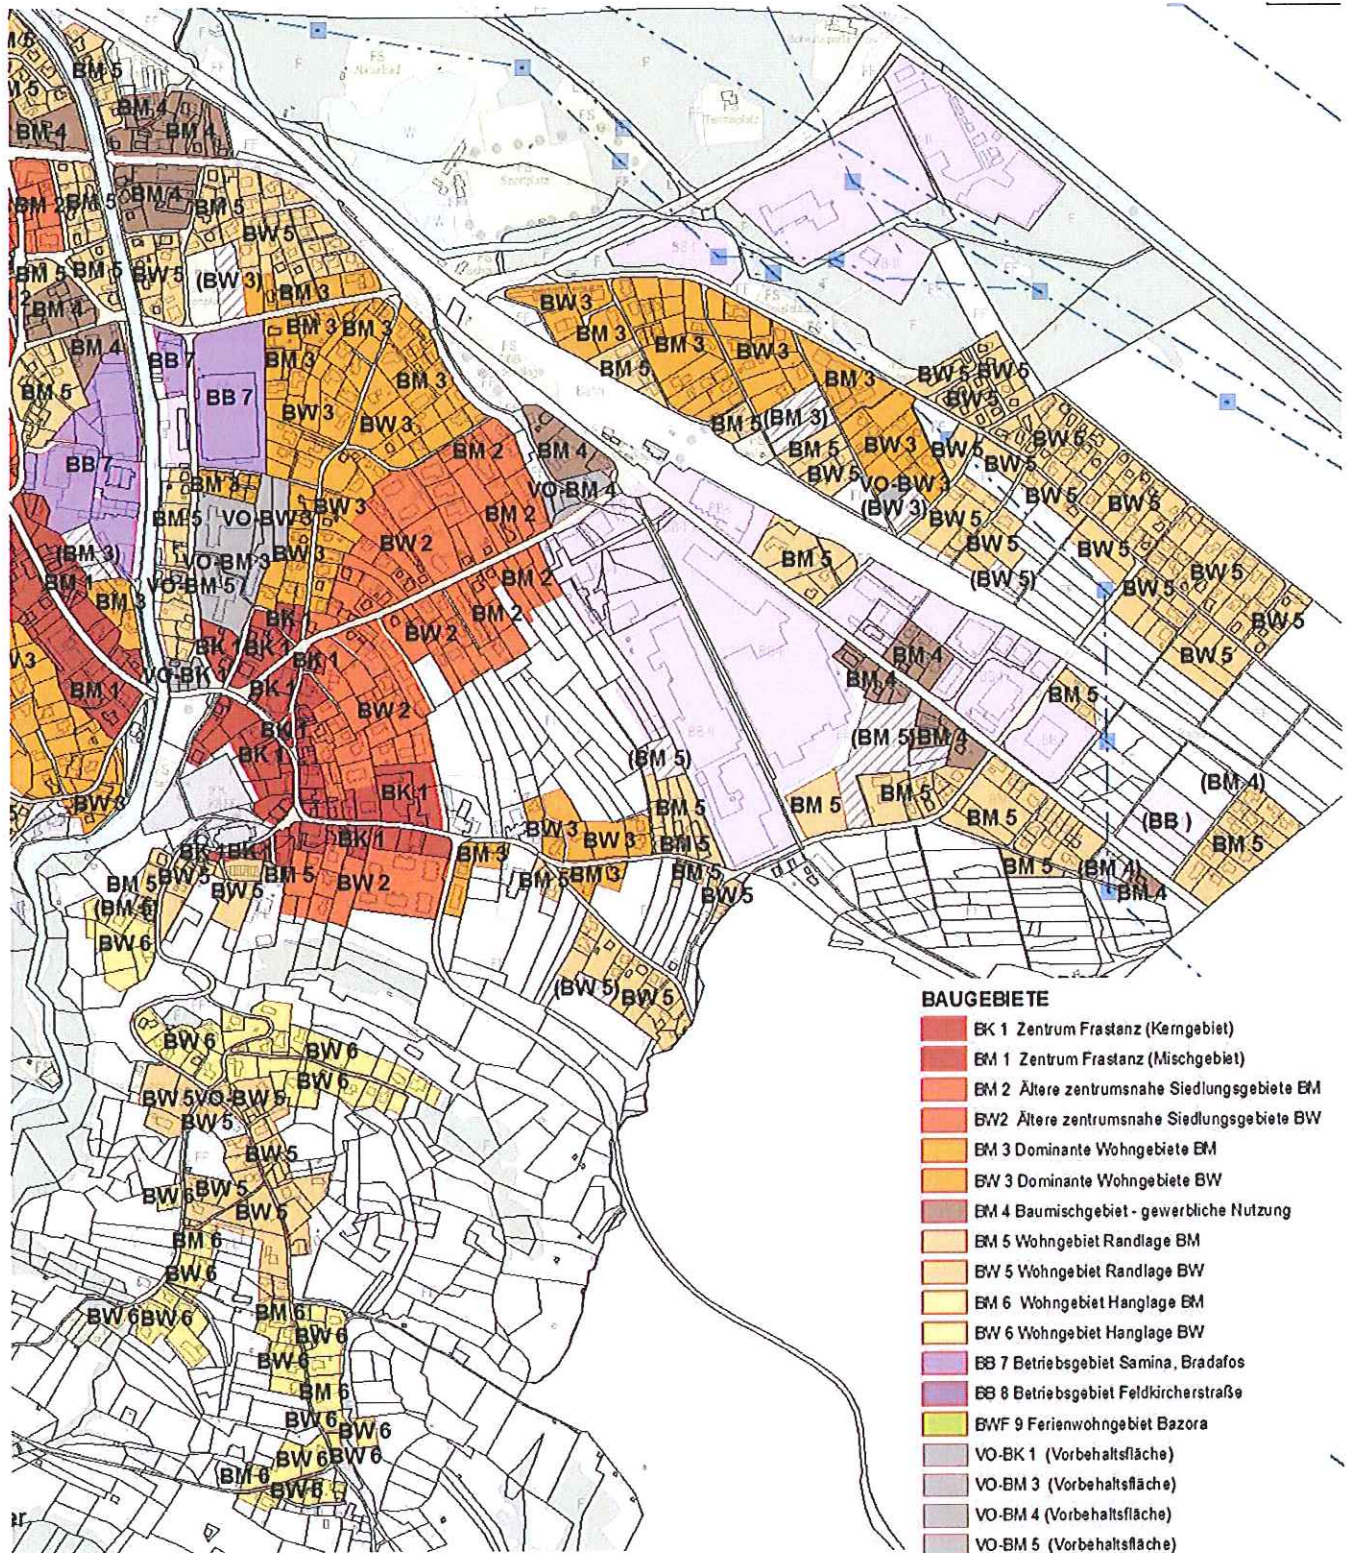 BM 5
BM 5
BM 5
BM 4
BM 4
BM 4
BM 4
BM 2
BM 5
BM 5
BW 5
BM 5
BM 5
BW 5
(BW 3)
BM 3
BM 4
BM 4
BB 7
BB 7
BM 3
BM 3
BM 3
BM 3
BW 3
BW 3
BM 5
BB 7
BM 2
BM 4
VO-BM 4
BM 2
BM 3
BM 5
VO-BW 3
BW 3
BW 2
VO-BM 3
BW 3
VO-BM 5
(BM 3)
BM 1
BM 3
BM 2
BM 2
BW 2
BK 1
BK 1
BK 1
BK 1
VO-BK 1
BM 1
BK 1
BW 2
BK 1
BK 1
BW 3
BK 1
BK 1
BK 1
BW 5
BM 5
BW 5
BW 2
BM 5
BW 6
BM 3
BW 3
BW 3
BM 5
BM 3
(BM 5)
BM 5
BM 5
BM 5
BW 5
(BW 5)
BW 5
Naturbad
Sportplatz
Tennisplatz
BW 3
BM 3
BM 3
BW 3
BM 5
BM 3
BW 5
BW 5
BW 5
BM 5
(BM 3)
BM 5
BW 5
BW 3
BW 5
BW 5
BW 5
VO-BW 3
(BW 3)
BW 5
BW 5
BW 5
BW 5
BW 5
(BW 5)
BM 5
BW 5
BW 5
BW 5
BW 5
BM 4
BM 4
BM 5
(BM 5)
BM 4
BM 5
BM 5
BM 5
(BM 4)
(BB )
BM 5
BM 5
(BM 4)
BM 4
BW 6
BW 6
BW 6
BW 5
VO-BW 5
BW 5
BW 5
BW 5
BW 6
BW 5
BM 6
BW 6
BW 6
BW 6
BM 6
BW 6
BW 6
BM 6
BW 6
BW 6
BW 6
BM 6
BW 6
BAUGEBIETE
BK 1 Zentrum Frastanz (Kerngebiet)
BM 1 Zentrum Frastanz (Mischgebiet)
BM 2 Ältere zentrumsnahe Siedlungsgebiete BM
BW2 Ältere zentrumsnahe Siedlungsgebiete BW
BM 3 Dominante Wohngebiete BM
BW 3 Dominante Wohngebiete BW
BM 4 Baumischgebiet - gewerbliche Nutzung
BM 5 Wohngebiet Randlage BM
BW 5 Wohngebiet Randlage BW
BM 6 Wohngebiet Hanglage BM
BW 6 Wohngebiet Hanglage BW
BB 7 Betriebsgebiet Samina, Bradafos
BB 8 Betriebsgebiet Feldkircherstraße
BWF 9 Ferienwohngebiet Bazora
VO-BK 1 (Vorbehaltsfläche)
VO-BM 3 (Vorbehaltsfläche)
VO-BM 4 (Vorbehaltsfläche)
VO-BM 5 (Vorbehaltsfläche)